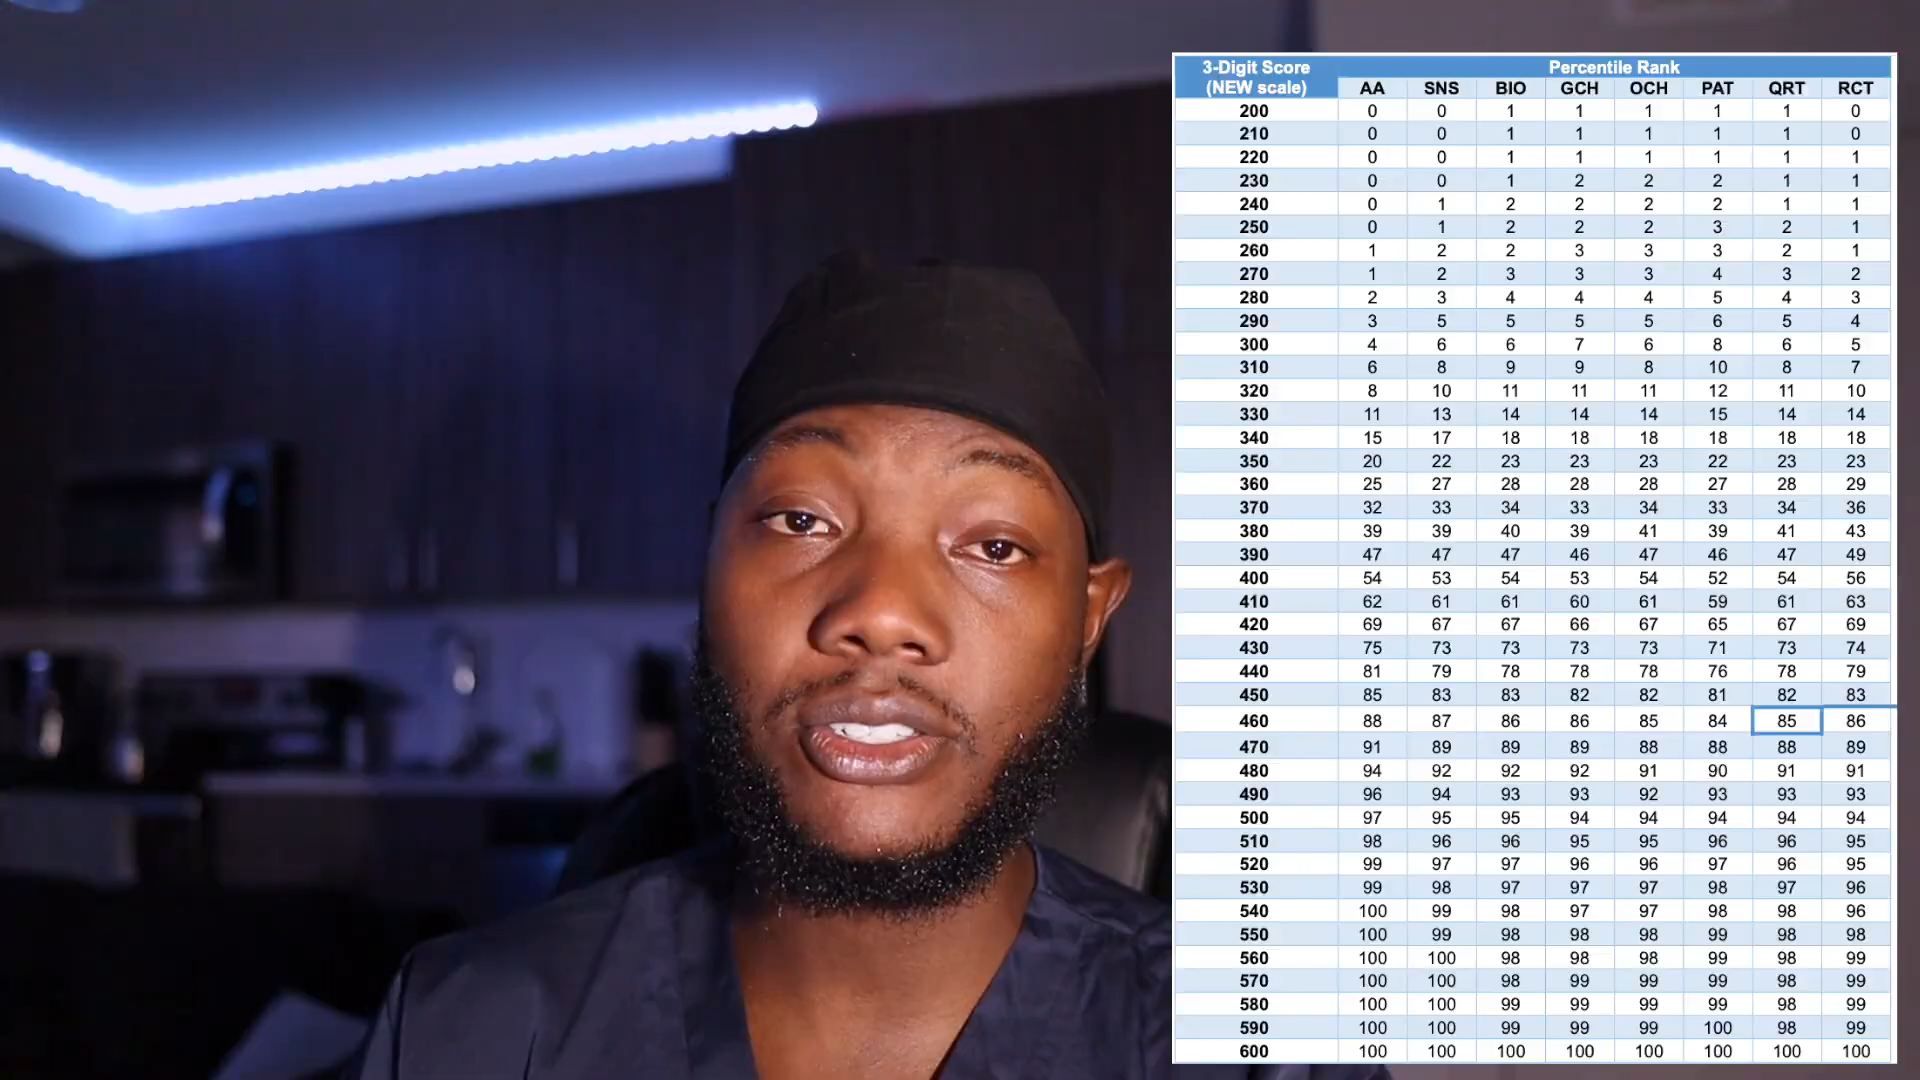 3-Digit Score Percentile Rank
(NEW scale) AA SNS BIO GCH OCH PAT QRT RCT
200 0 0 1 1 1 1 1 0
210 0 0 1 1 1 1 1 0
220 0 0 1 1 1 1 1 1
230 0 0 1 2 2 2 1 1
240 0 1 2 2 2 2 1 1
250 0 1 2 2 2 3 2 1
260 1 2 2 3 3 3 2 1
270 1 2 3 3 3 4 3 2
280 2 3 4 4 4 5 4 3
290 3 5 5 5 5 6 5 4
300 4 6 6 7 6 8 6 5
310 6 8 9 9 8 10 8 7
320 8 10 11 11 11 12 11 10
330 11 13 14 14 14 15 14 14
340 15 17 18 18 18 18 18 18
350 20 22 23 23 23 22 23 23
360 25 27 28 28 28 27 28 29
370 32 33 34 33 34 33 34 36
380 39 39 40 39 41 39 41 43
390 47 47 47 46 47 46 47 49
400 54 53 54 53 54 52 54 56
410 62 61 61 60 61 59 61 63
420 69 67 67 66 67 65 67 69
430 75 73 73 73 73 71 73 74
440 81 79 78 78 78 76 78 79
450 85 83 83 82 82 81 82 83
460 88 87 86 86 85 84 85 86
470 91 89 89 89 88 88 88 89
480 94 92 92 92 91 90 91 91
490 96 94 93 93 92 93 93 93
500 97 95 95 94 94 94 94 94
510 98 96 96 95 95 96 96 95
520 99 97 97 96 96 97 96 95
530 99 98 97 97 97 98 97 96
540 100 99 98 97 97 98 98 96
550 100 99 98 98 98 99 98 98
560 100 100 98 98 98 99 98 99
570 100 100 98 99 99 99 98 99
580 100 100 99 99 99 99 98 99
590 100 100 99 99 99 100 98 99
600 100 100 100 100 100 100 100 100